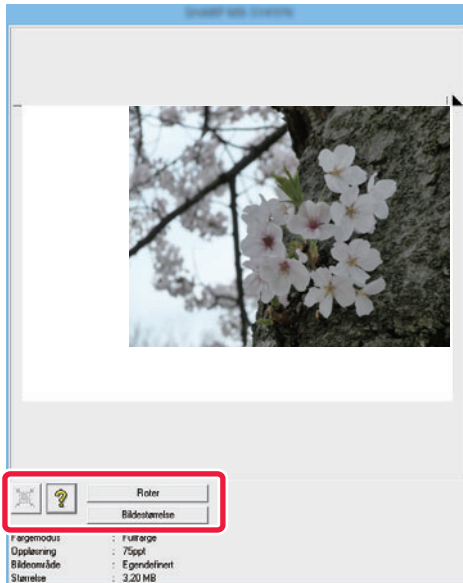 ?
Roter
Bildestørrelse
Fargemodus : Fullfarge
Oppløsning : 75ppt
Bildeområde : Egendefinert
Størrelse : 3,20 MB